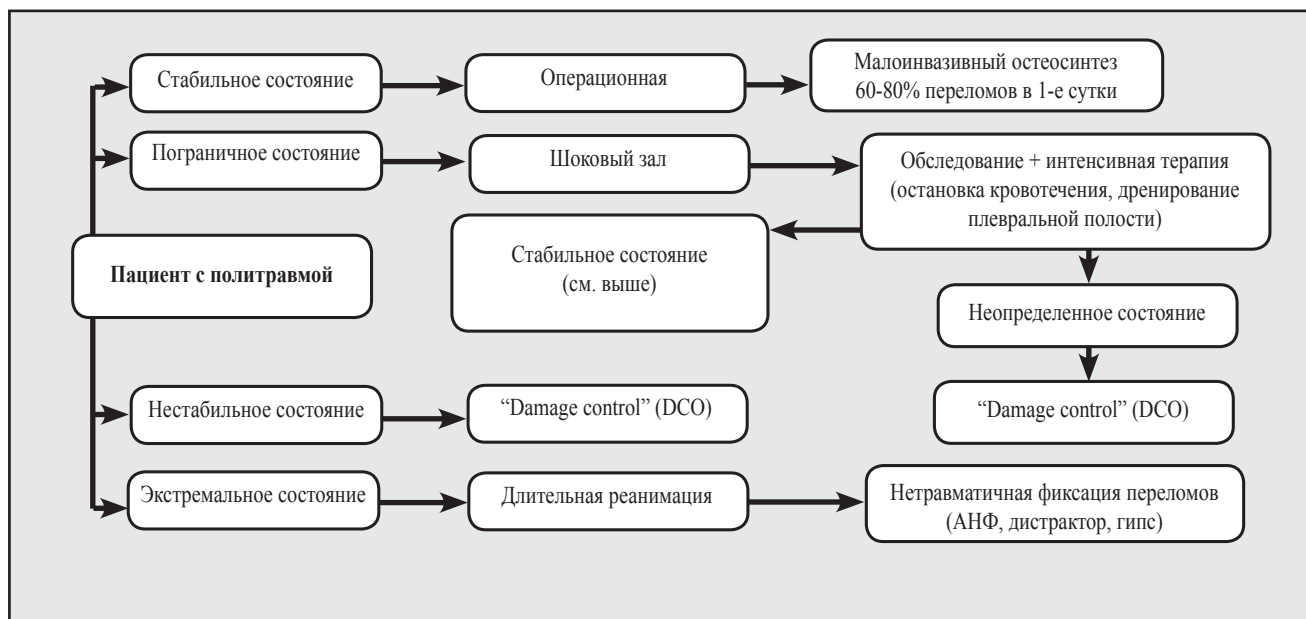 Стабильное состояние
Операционная
Малоинвазивный остеосинтез
60-80% переломов в 1-е сутки
Пограничное состояние
Шоковый зал
Обследование + интенсивная терапия
(остановка кровотечения, дренирование
плевральной полости)
Стабильное состояние
(см. выше)
Пациент с политравмой
Неопределенное состояние
Нестабильное состояние
“Damage control” (DCO)
“Damage control” (DCO)
Экстремальное состояние
Длительная реанимация
Нетравматичная фиксация переломов
(АНФ, дистрактор, гипс)